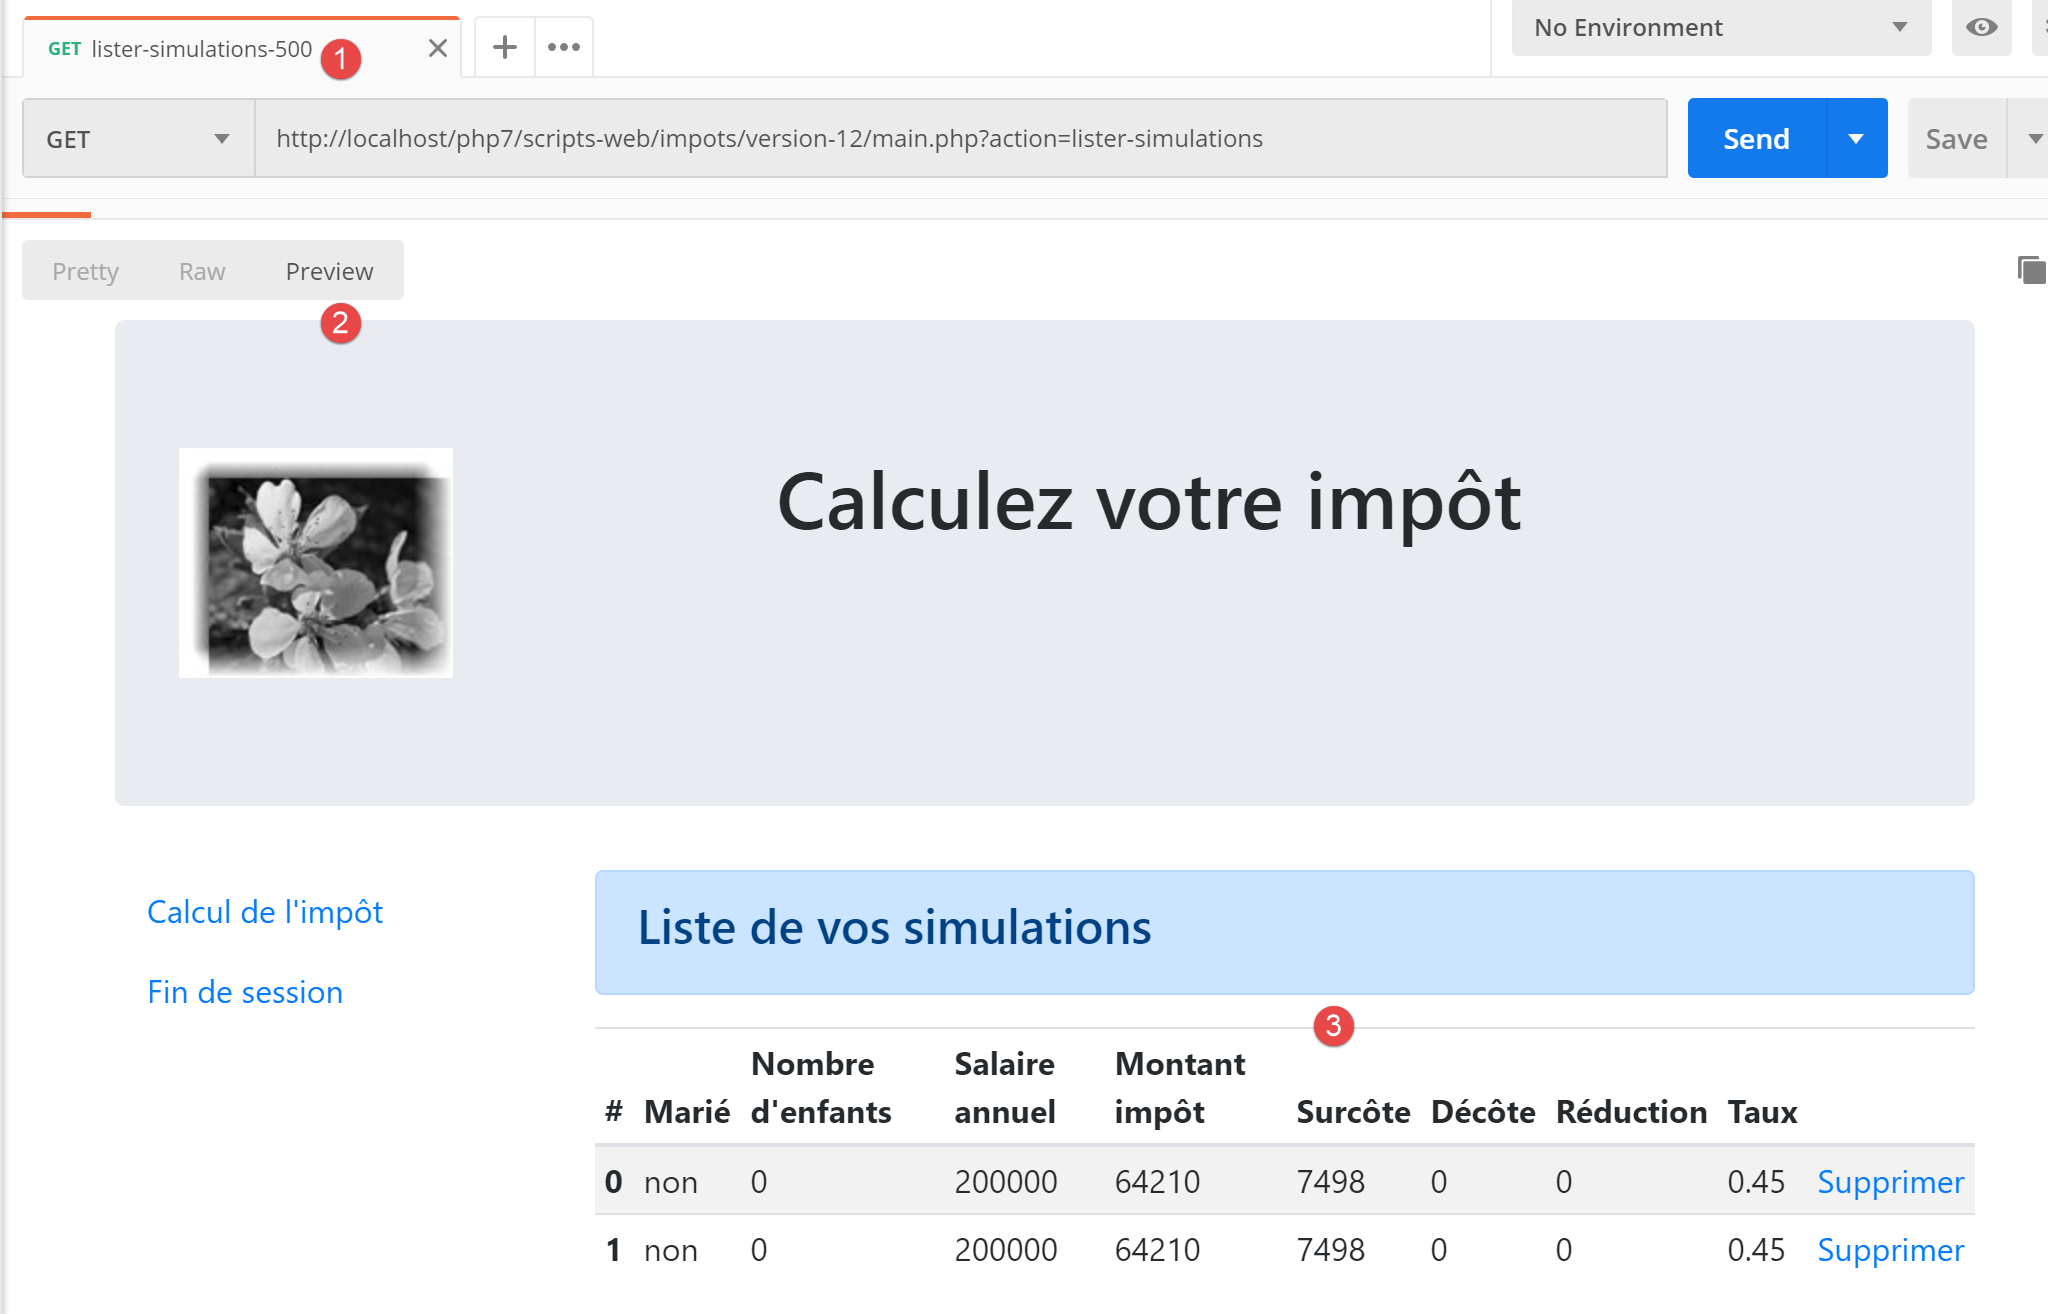 GET lister-simulations-500 1
No Environment
GET http://localhost/php7/scripts-web/impots/version-12/main.php?action=lister-simulations Send Save
Pretty Raw Preview
2
Calculez votre impôt
Calcul de l'impôt
Fin de session
Liste de vos simulations
3
# Marié Nombre d'enfants Salaire annuel Montant impôt Surcôte Décôte Réduction Taux
0 non 0 200000 64210 7498 0 0 0.45 Supprimer
1 non 0 200000 64210 7498 0 0 0.45 Supprimer